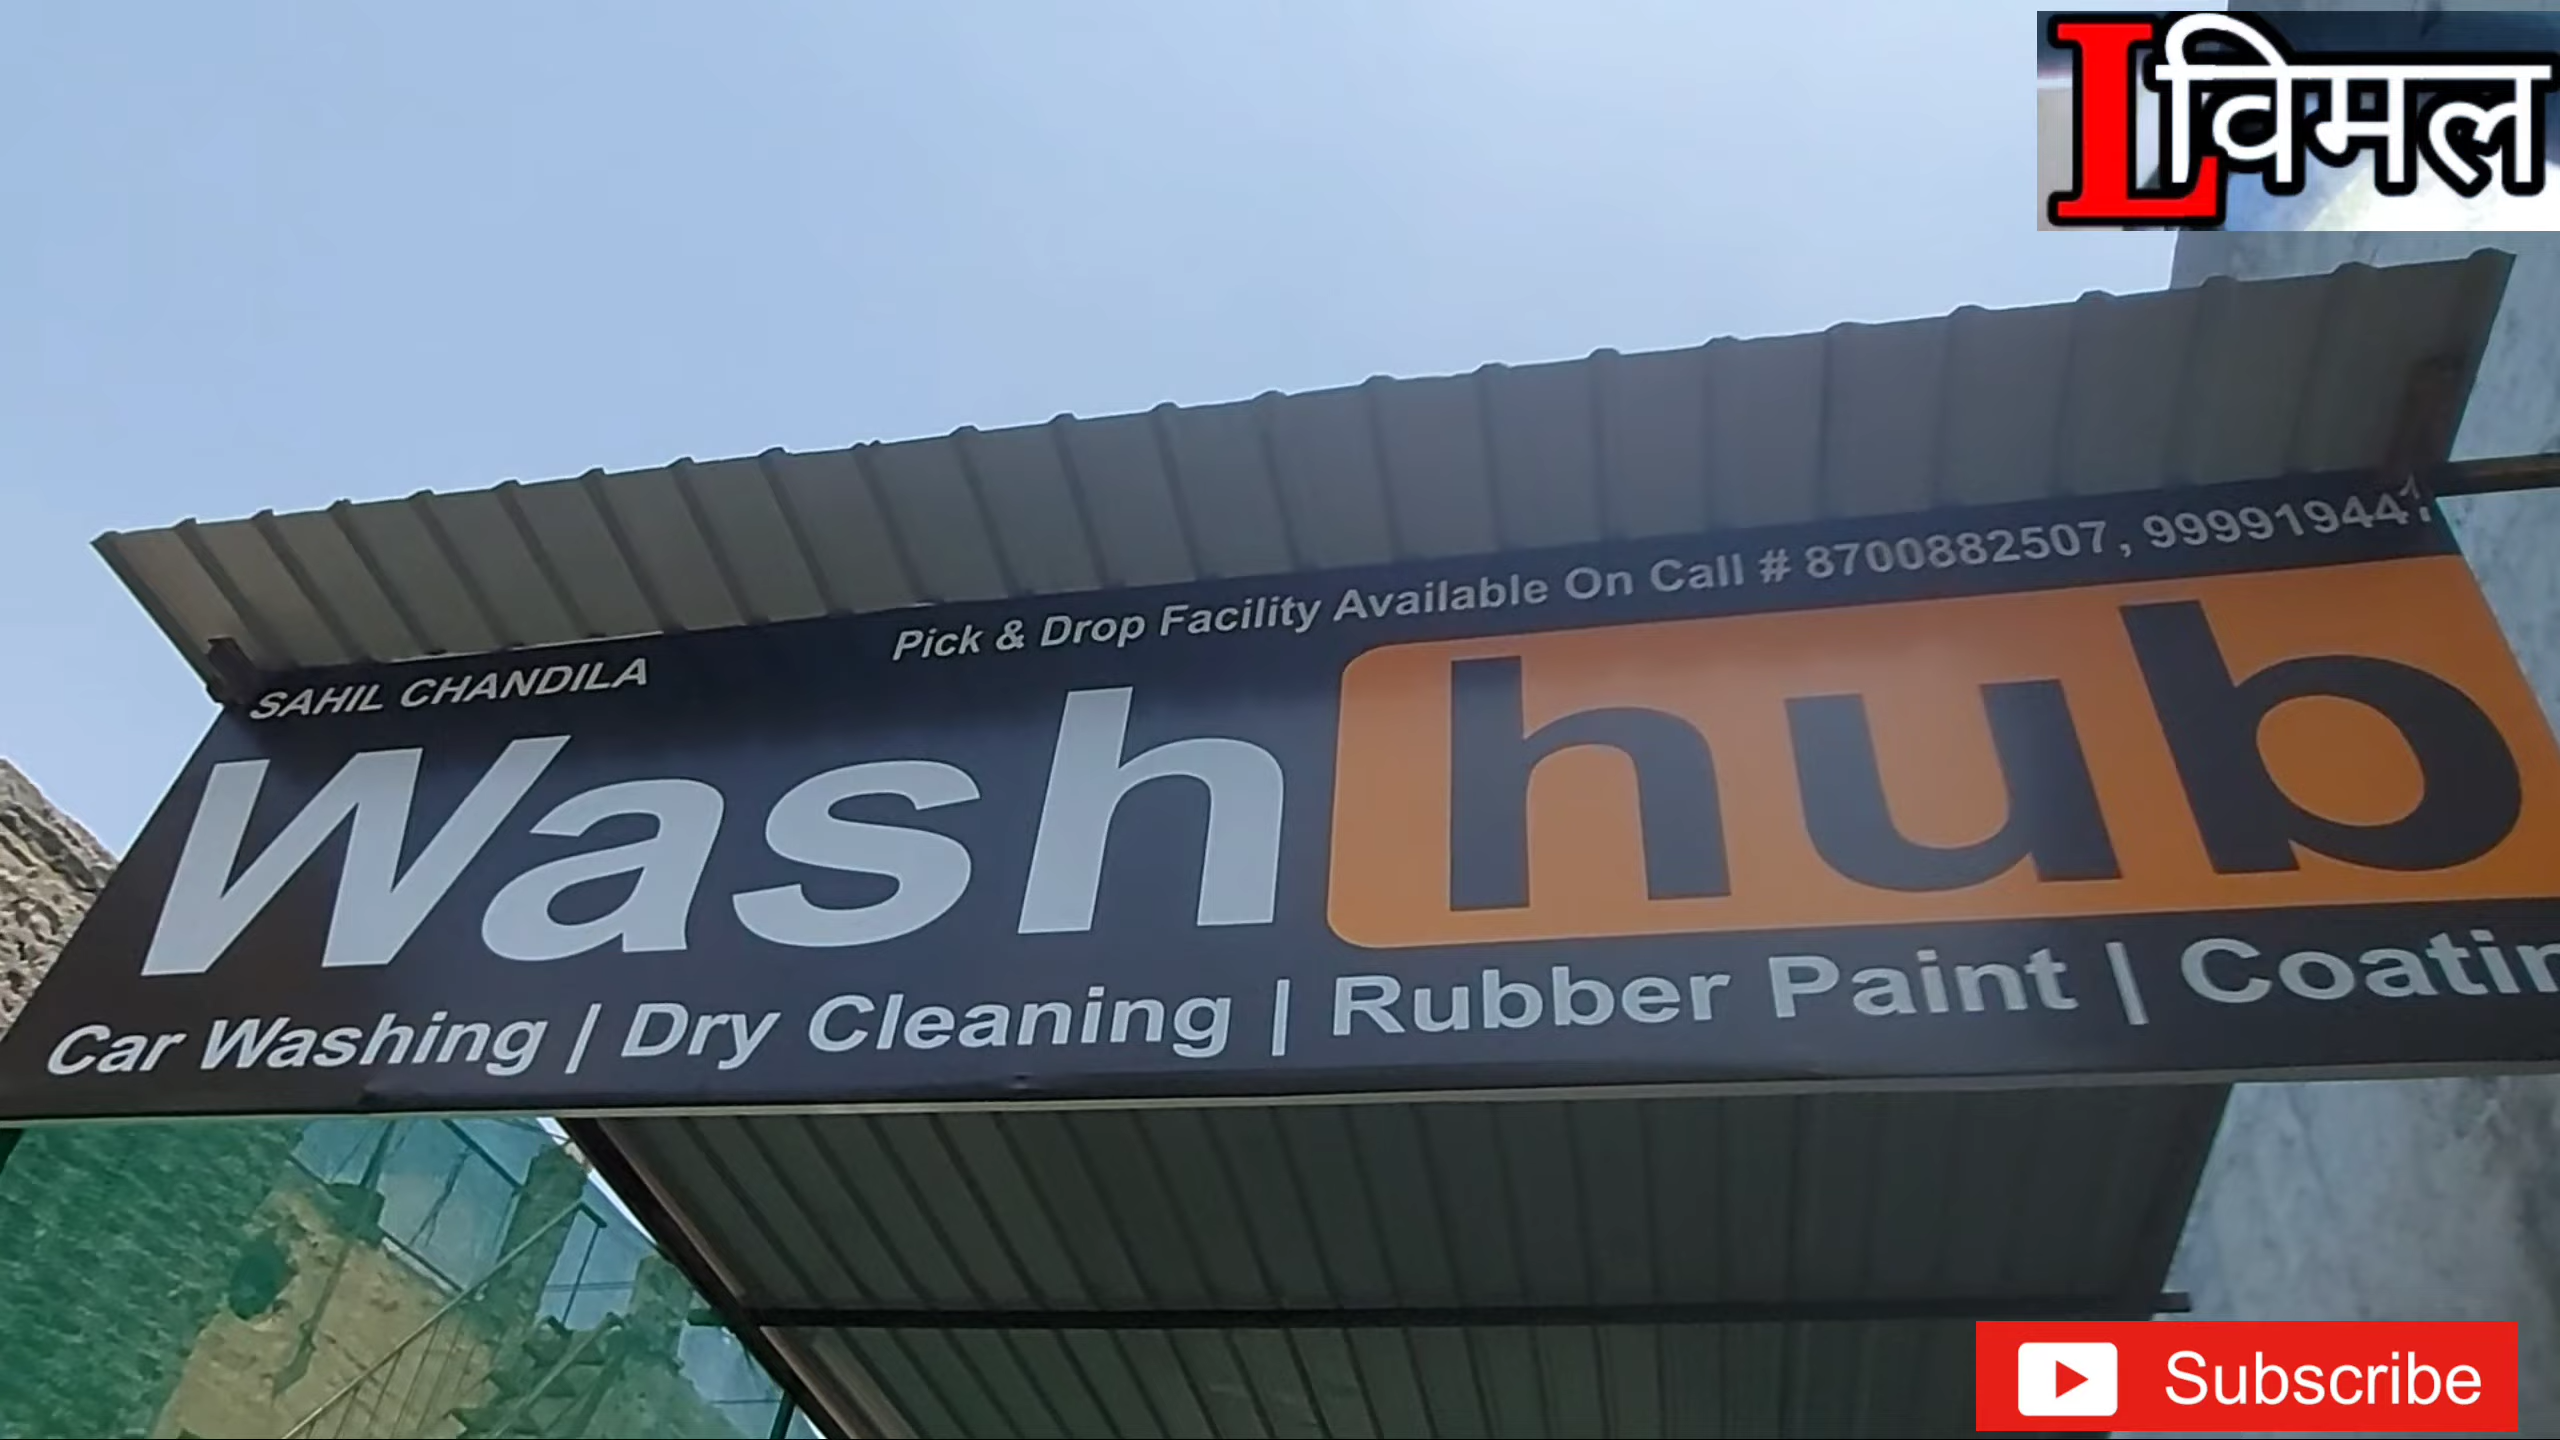 L विमल
Pick & Drop Facility Available On Call # 8700882507,
SAHIL CHANDILA
Wash hub
Car Washing | Dry Cleaning | Rubber Paint | Coatin
Subscribe